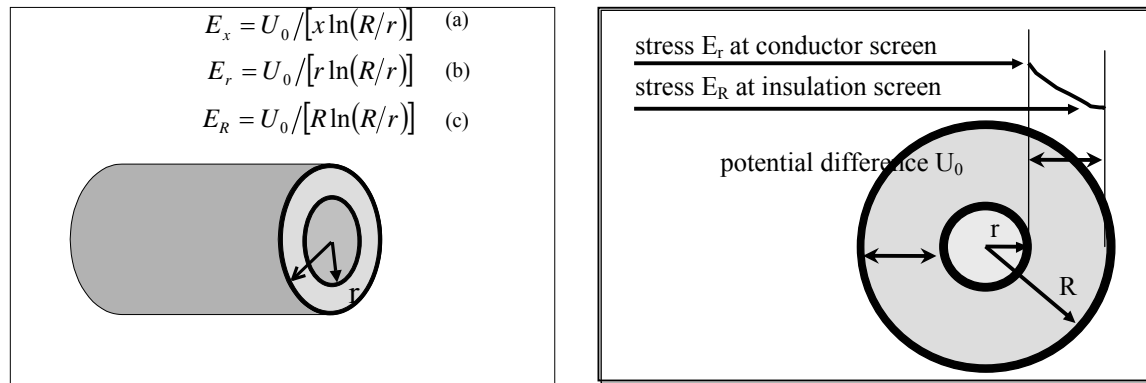 E_x = U_0/[x ln(R/r)] (a)
E_r = U_0/[r ln(R/r)] (b)
E_R = U_0/[R ln(R/r)] (c)
r
stress E_r at conductor screen
stress E_R at insulation screen
potential difference U_0
r
R